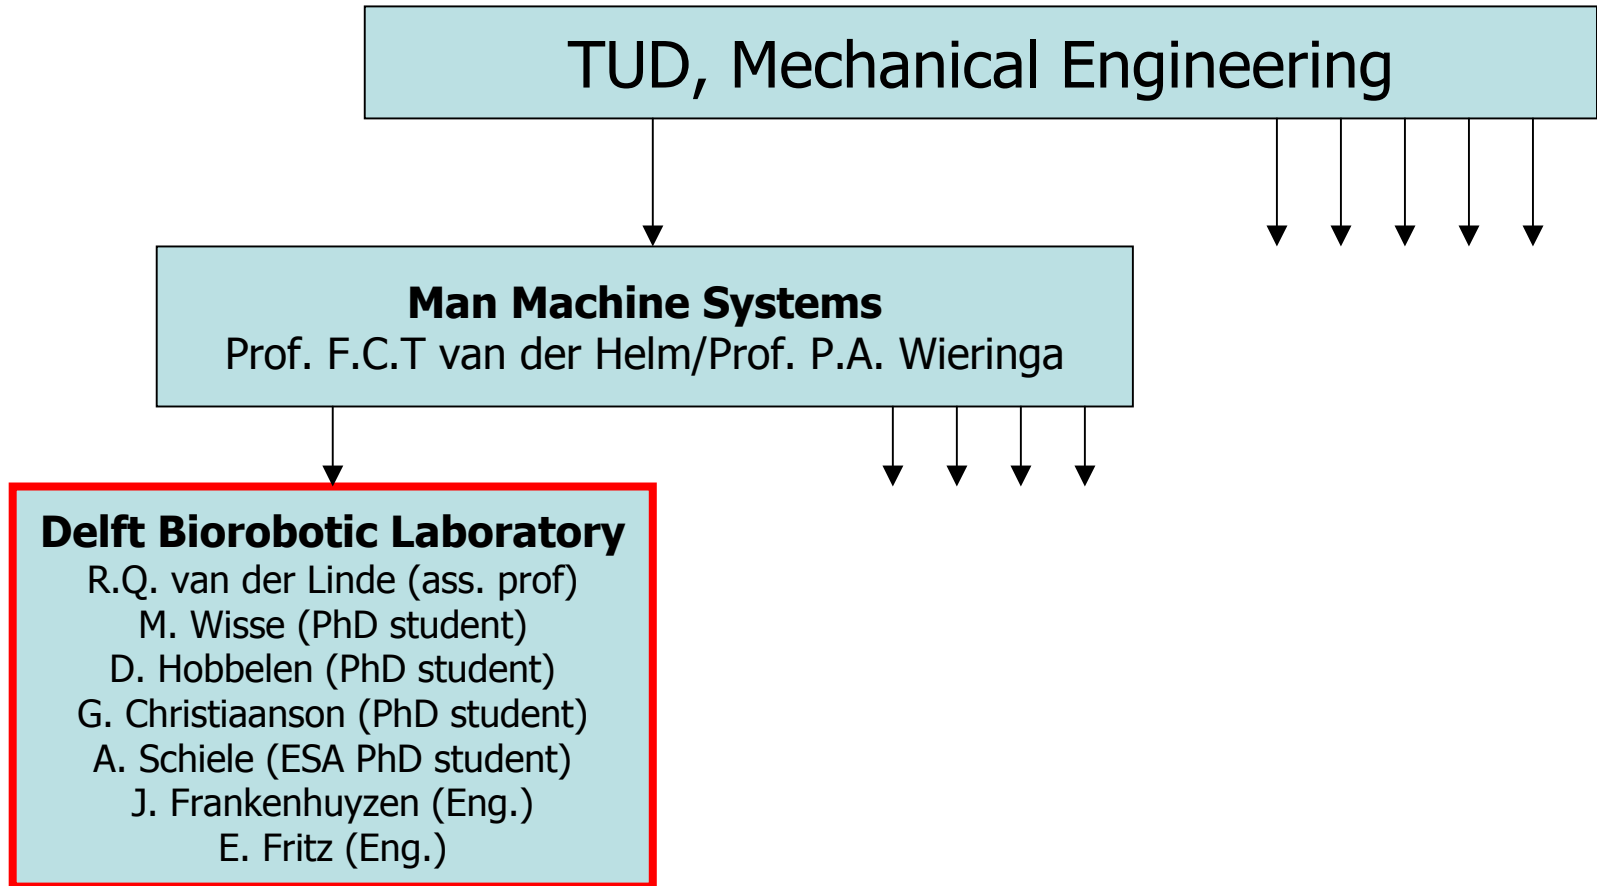 TUD, Mechanical Engineering
Man Machine Systems
Prof. F.C.T van der Helm/Prof. P.A. Wieringa
Delft Biorobotic Laboratory
R.Q. van der Linde (ass. prof)
M. Wisse (PhD student)
D. Hobbelen (PhD student)
G. Christiaanson (PhD student)
A. Schiele (ESA PhD student)
J. Frankenhuyzen (Eng.)
E. Fritz (Eng.)